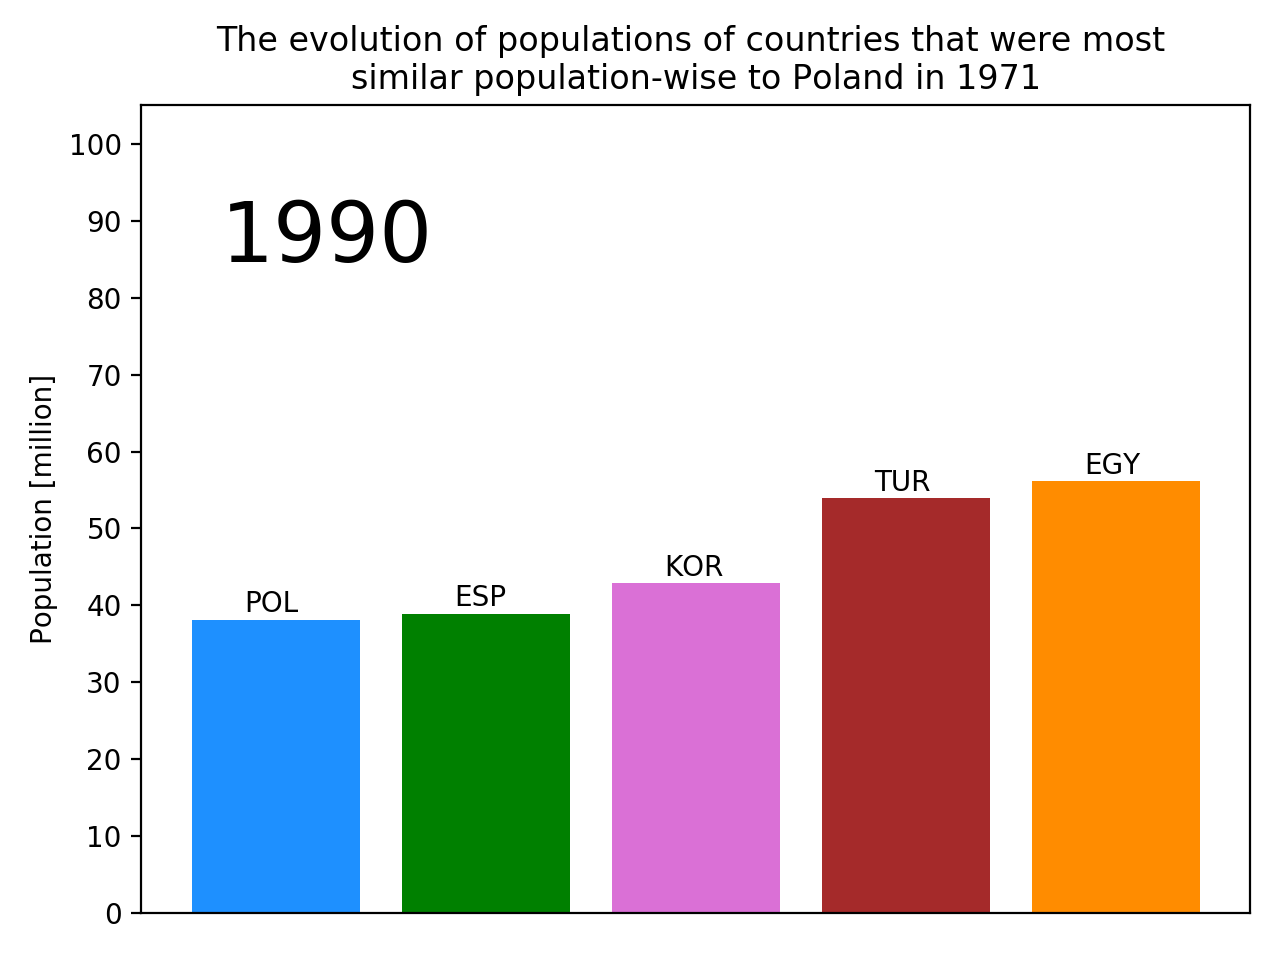 The evolution of populations of countries that were most
similar population-wise to Poland in 1971
1990
Population [million]
100
90
80
70
60
50
40
30
20
10
0
POL
ESP
KOR
TUR
EGY